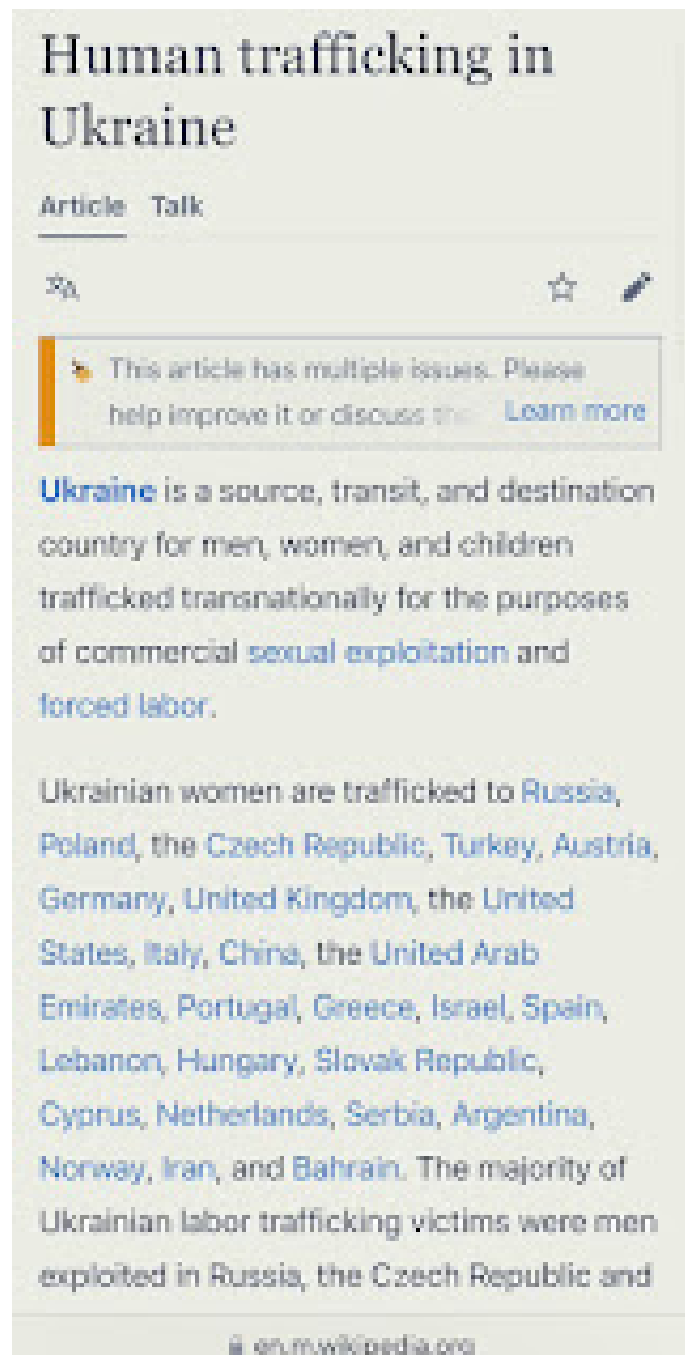 Human trafficking in
Ukraine
Article Talk
This article has multiple issues. Please
help improve it or discuss the
Learn more
Ukraine is a source, transit, and destination
country for men, women, and children
trafficked transnationally for the purposes
of commercial sexual exploitation and
forced labor.
Ukrainian women are trafficked to Russia,
Poland, the Czech Republic, Turkey, Austria,
Germany, United Kingdom, the United
States, Italy, China, the United Arab
Emirates, Portugal, Greece, Israel, Spain,
Lebanon, Hungary, Slovak Republic,
Cyprus, Netherlands, Serbia, Argentina,
Norway, Iran, and Bahrain. The majority of
Ukrainian labor trafficking victims were men
exploited in Russia, the Czech Republic and
en.m.wikipedia.org